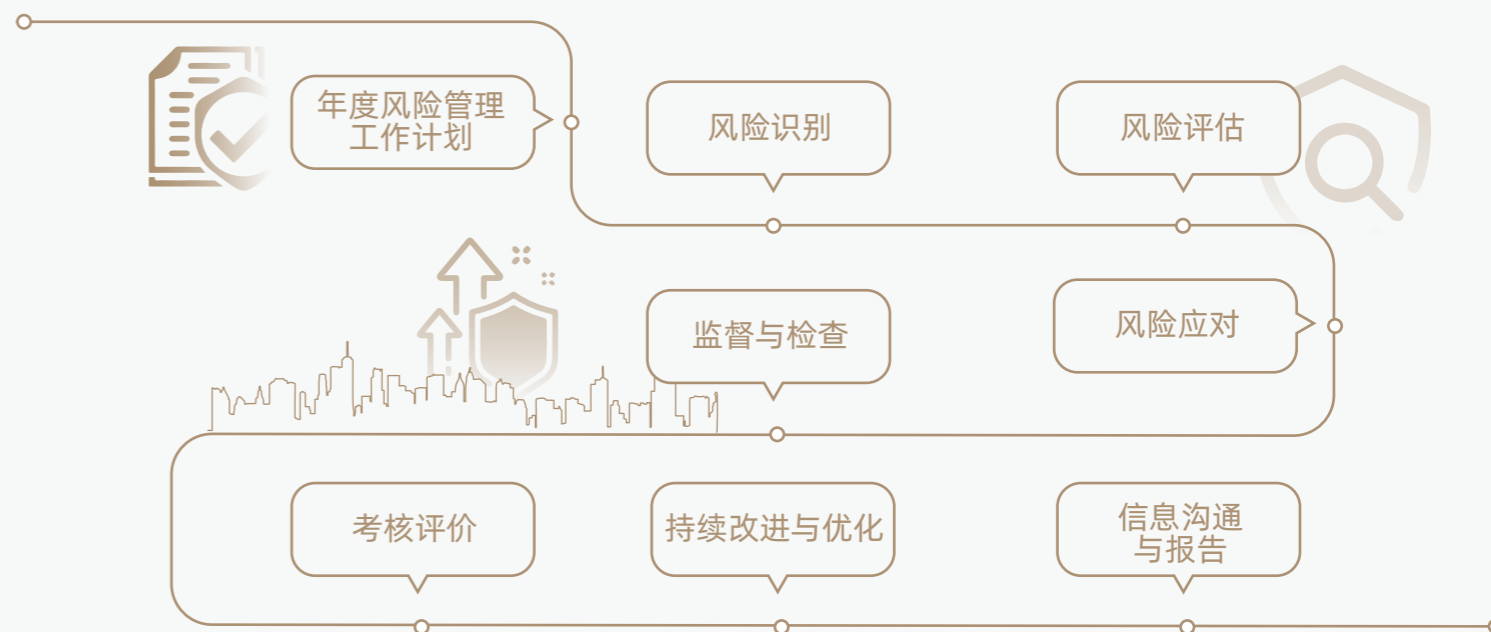 年度风险管理
工作计划
风险识别
风险评估
风险应对
监督与检查
考核评价
持续改进与优化
信息沟通
与报告